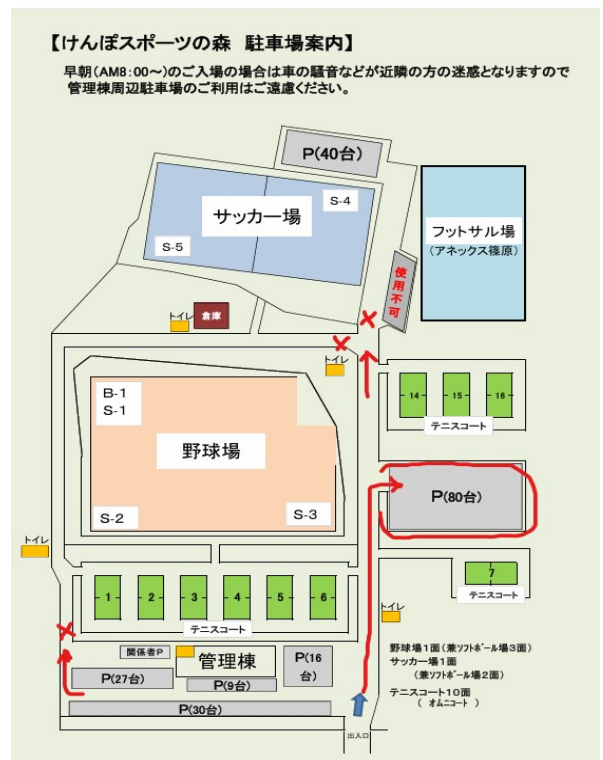 【けんぽスポーツの森 駐車場案内】
早朝（AM8：00～）のご入場の場合は車の騒音などが近隣の方の迷惑となりますので
管理棟周辺駐車場のご利用はご遠慮ください。
P(40台)
サッカー場
S-4
S-5
フットサル場
（アネックス篠原）
使用不可
トイレ
倉庫
トイレ
B-1
S-1
野球場
S-2
S-3
14
15
16
テニスコート
P(80台)
トイレ
7
テニスコート
1
2
3
4
5
6
テニスコート
トイレ
関係者P
管理棟
P(16台)
P(27台)
P(9台)
P(30台)
出入口
野球場1面（兼ソフトボール場3面）
サッカー場1面
（兼ソフトボール場2面）
テニスコート10面
（ オムニコート ）